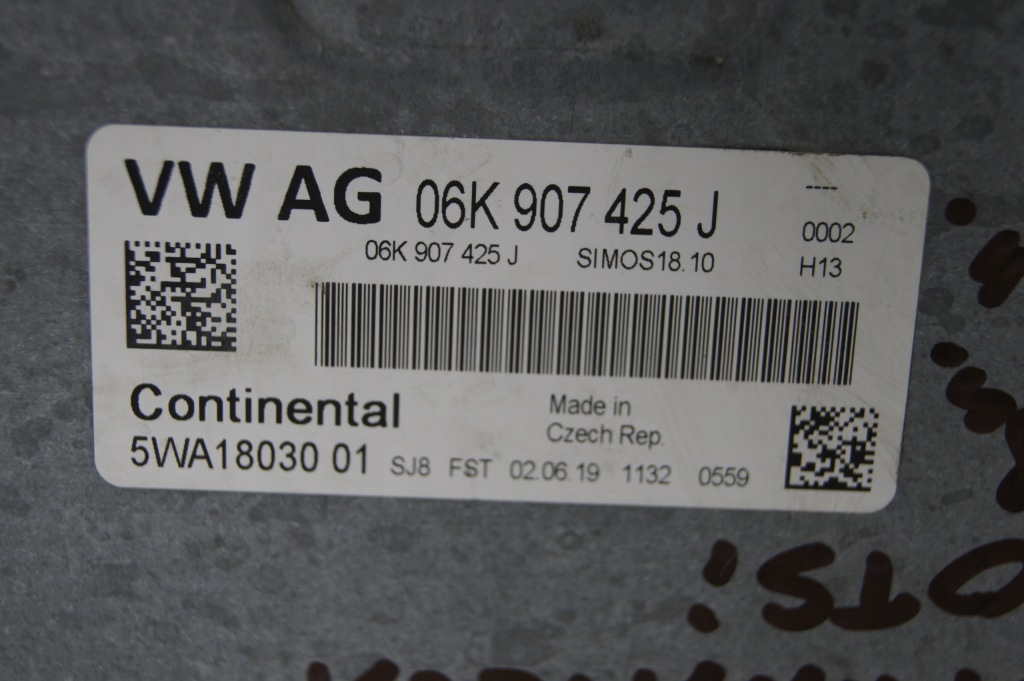 VW AG 06K 907 425 J ----
06K 907 425 J SIMOS18.10 0002
H13
Continental Made in
Czech Rep.
5WA18030 01 SJ8 FST 02.06.19 1132 0559